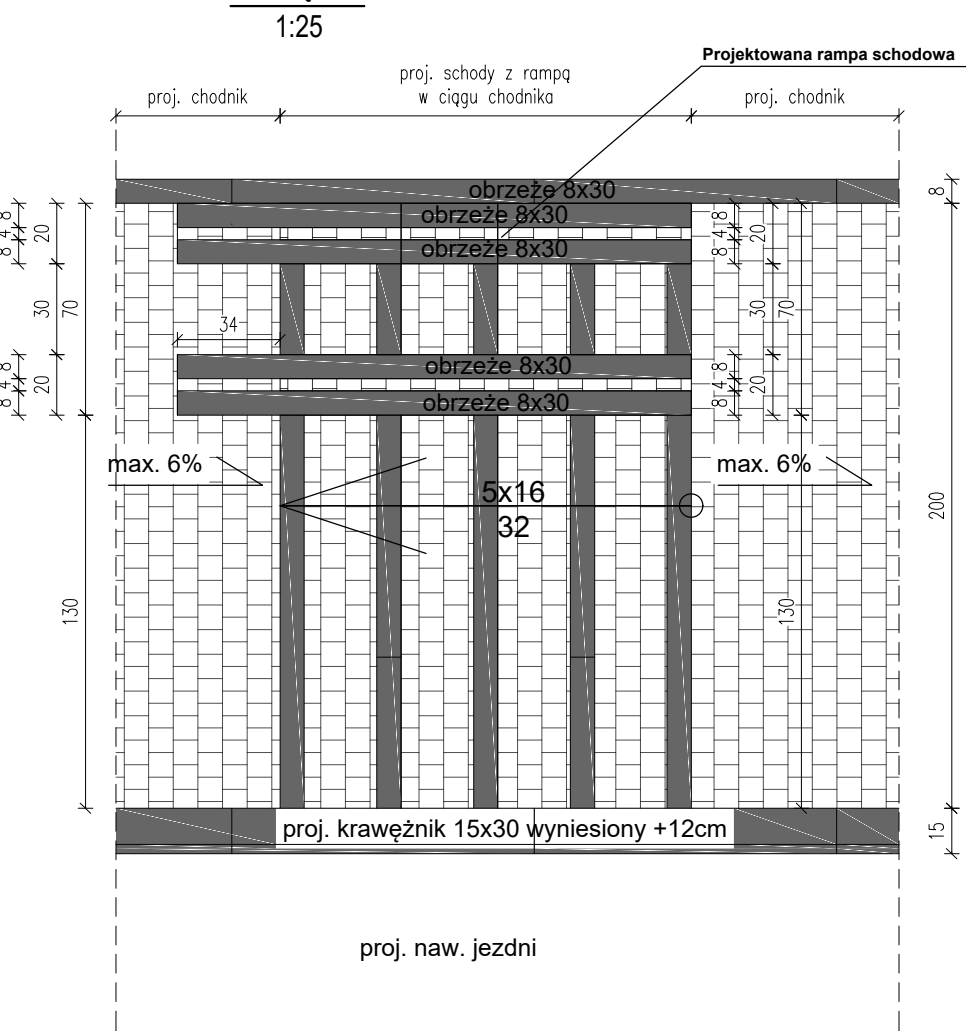 1:25
Projektowana rampa schodowa
proj. schody z rampą
w ciągu chodnika
proj. chodnik
proj. chodnik
obrzeże 8x30
8
obrzeże 8x30
obrzeże 8x30
8 4 8
20
30
70
8 4 8
20
8 4 8
20
30
70
8 4 8
20
34
obrzeże 8x30
obrzeże 8x30
max. 6%
max. 6%
5x16
32
200
130
130
proj. krawężnik 15x30 wyniesiony +12cm
15
proj. naw. jezdni